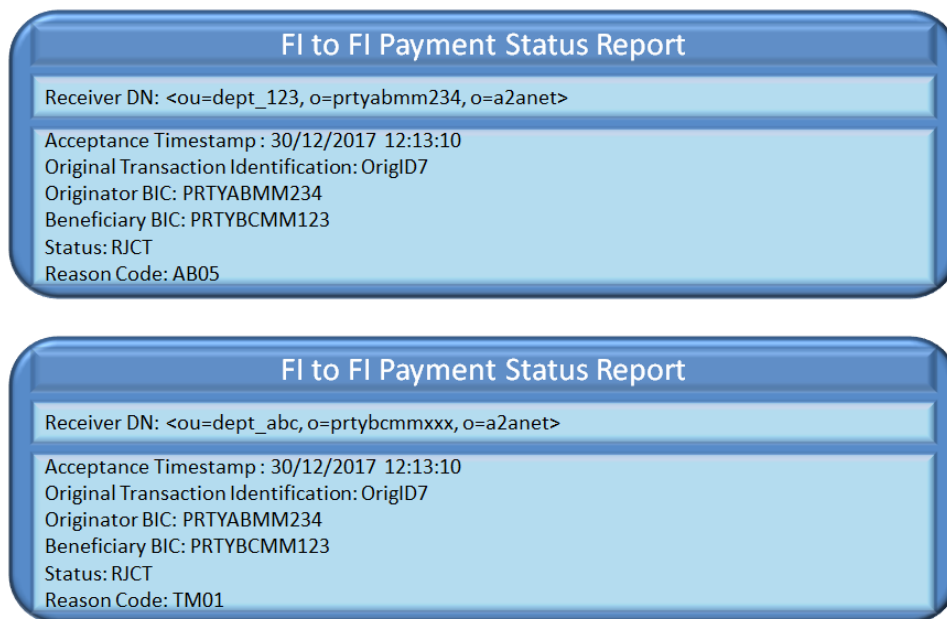 FI to FI Payment Status Report
Receiver DN: <ou=dept_123, o=prtyabmm234, o=a2anet>
Acceptance Timestamp : 30/12/2017 12:13:10
Original Transaction Identification: OrigID7
Originator BIC: PRTYABMM234
Beneficiary BIC: PRTYBCMM123
Status: RJCT
Reason Code: AB05
FI to FI Payment Status Report
Receiver DN: <ou=dept_abc, o=prtybcmmxxx, o=a2anet>
Acceptance Timestamp : 30/12/2017 12:13:10
Original Transaction Identification: OrigID7
Originator BIC: PRTYABMM234
Beneficiary BIC: PRTYBCMM123
Status: RJCT
Reason Code: TM01